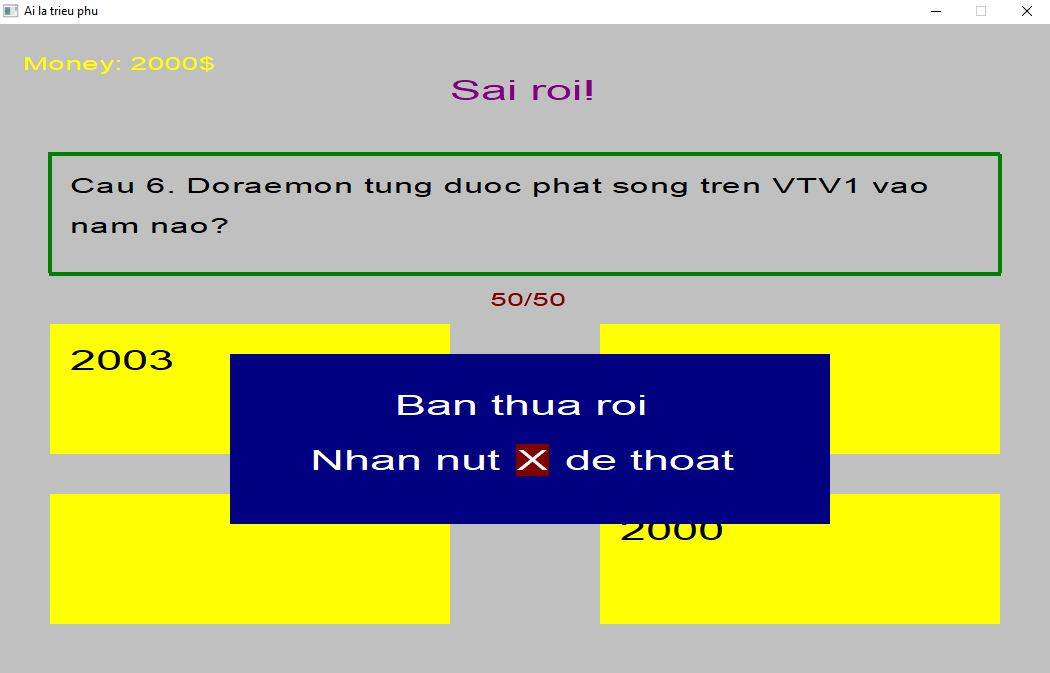 Ai la trieu phu
Money: 2000$
Sai roi!
Cau 6. Doraemon tung duoc phat song tren VTV1 vao
nam nao?
50/50
2003
Ban thua roi
Nhan nut X de thoat
2000